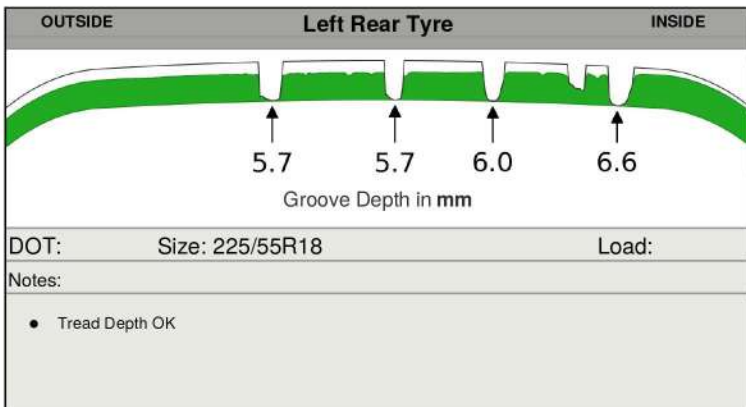 OUTSIDE Left Rear Tyre INSIDE
5.7 5.7 6.0 6.6
Groove Depth in mm
DOT: Size: 225/55R18 Load:
Notes:
● Tread Depth OK